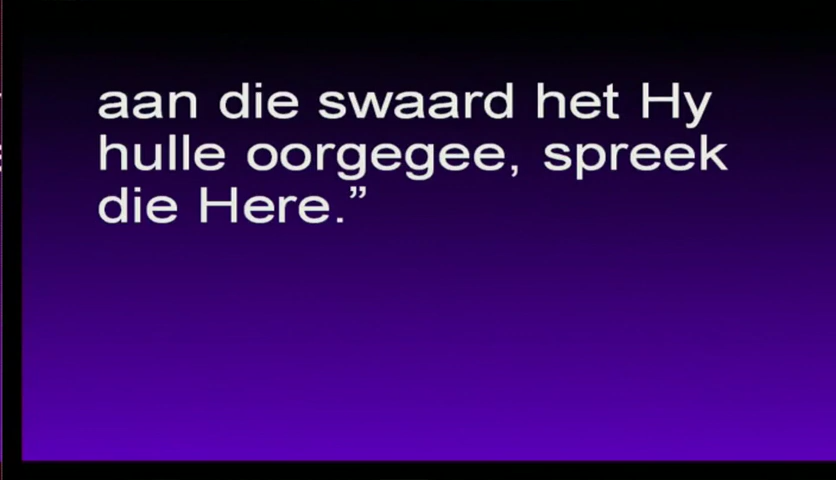 aan die swaard het Hy
hulle oorgegee, spreek
die Here.”